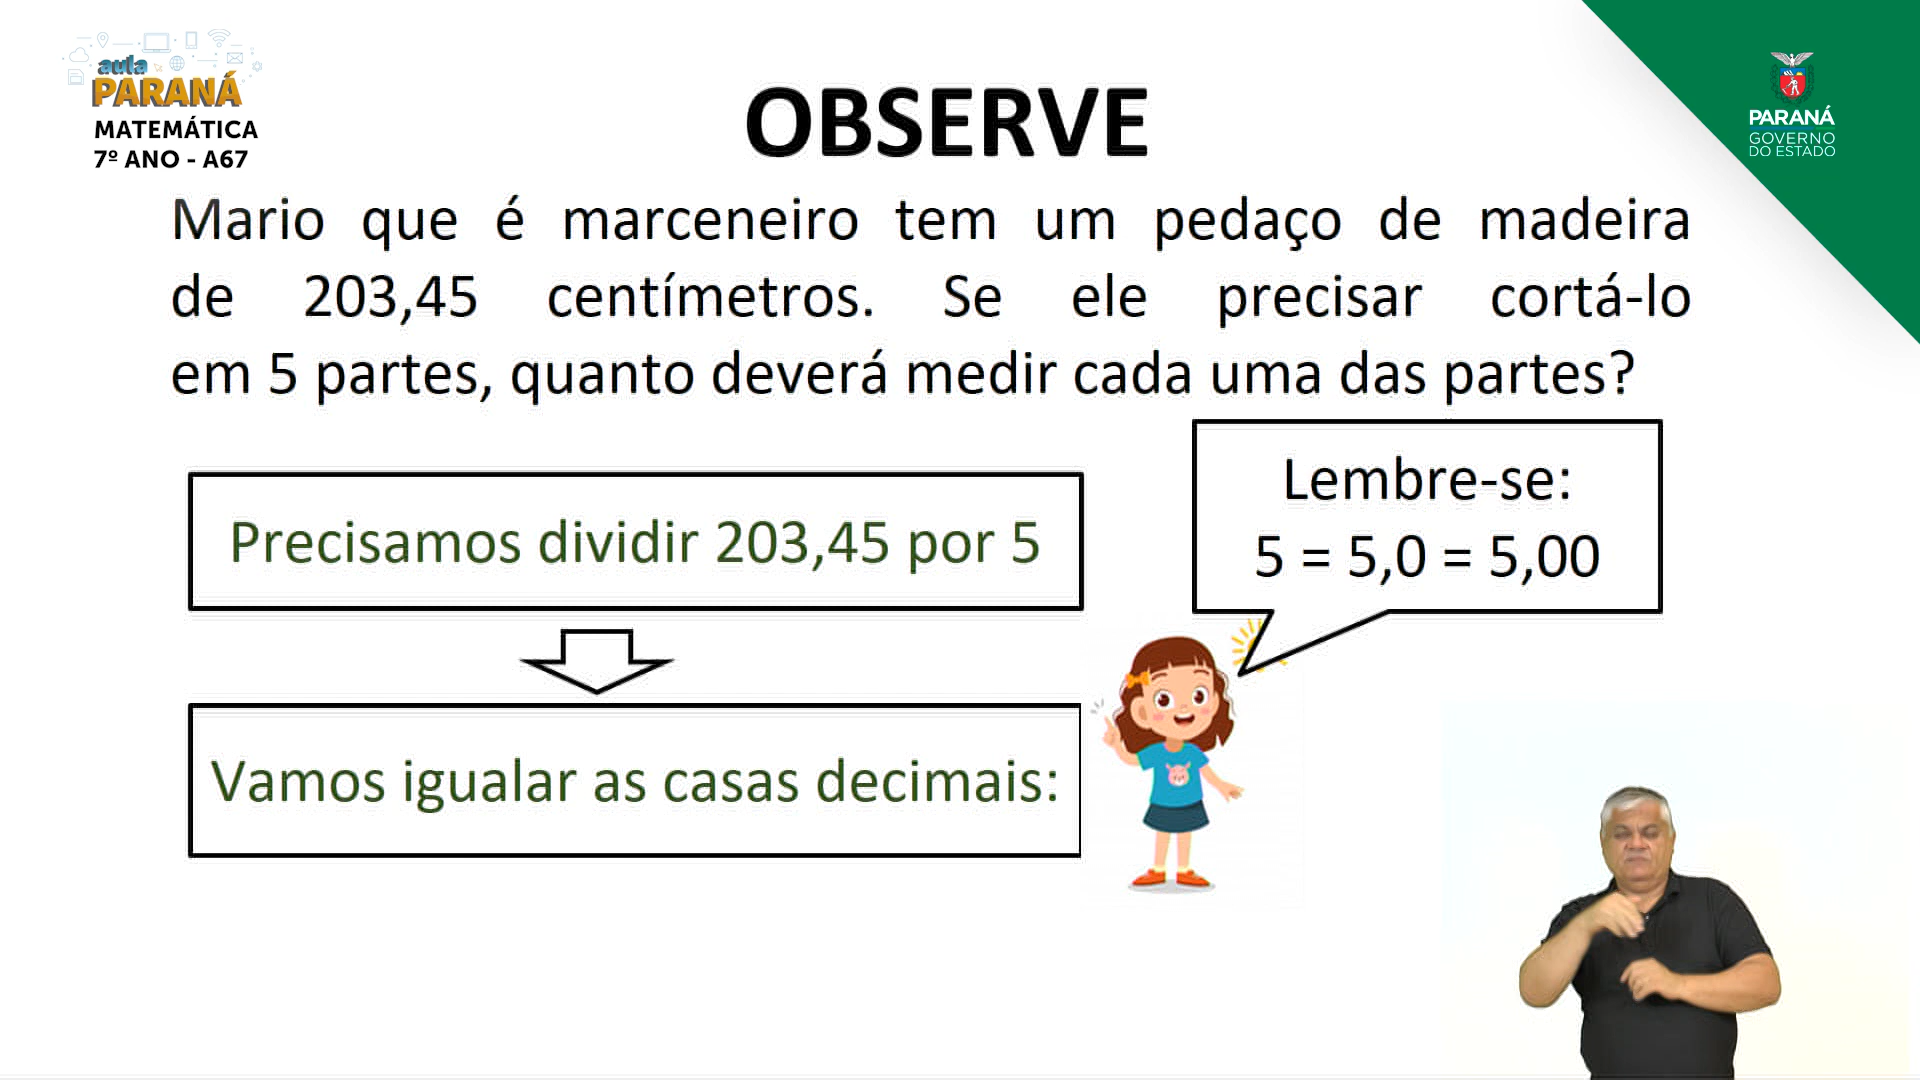 aula
PARANÁ
MATEMÁTICA
7º ANO - A67
OBSERVE
PARANÁ
GOVERNO
DO ESTADO
Mario que é marceneiro tem um pedaço de madeira
de 203,45 centímetros. Se ele precisar cortá-lo
em 5 partes, quanto deverá medir cada uma das partes?
Precisamos dividir 203,45 por 5
Lembre-se:
5 = 5,0 = 5,00
Vamos igualar as casas decimais: